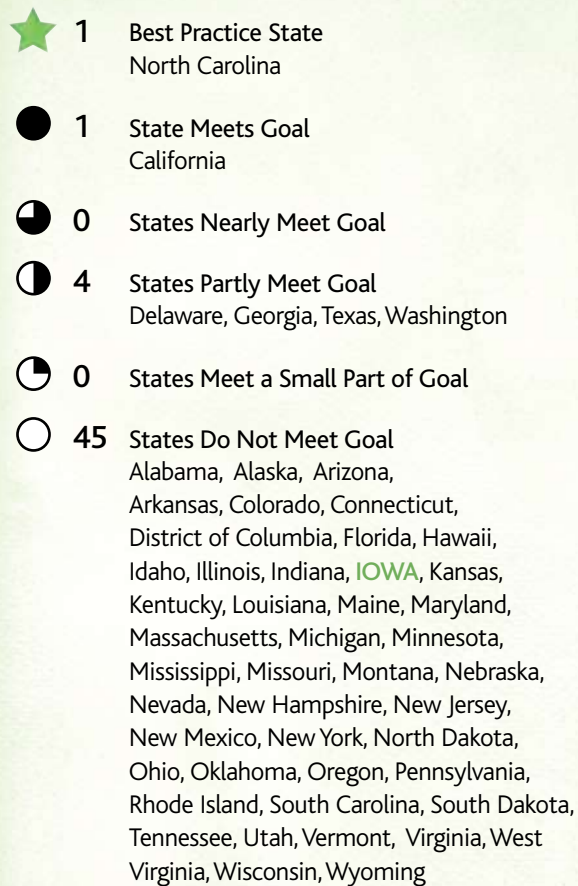 1 Best Practice State
North Carolina
1 State Meets Goal
California
0 States Nearly Meet Goal
4 States Partly Meet Goal
Delaware, Georgia, Texas, Washington
0 States Meet a Small Part of Goal
45 States Do Not Meet Goal
Alabama, Alaska, Arizona,
Arkansas, Colorado, Connecticut,
District of Columbia, Florida, Hawaii,
Idaho, Illinois, Indiana, IOWA, Kansas,
Kentucky, Louisiana, Maine, Maryland,
Massachusetts, Michigan, Minnesota,
Mississippi, Missouri, Montana, Nebraska,
Nevada, New Hampshire, New Jersey,
New Mexico, New York, North Dakota,
Ohio, Oklahoma, Oregon, Pennsylvania,
Rhode Island, South Carolina, South Dakota,
Tennessee, Utah, Vermont, Virginia, West
Virginia, Wisconsin, Wyoming